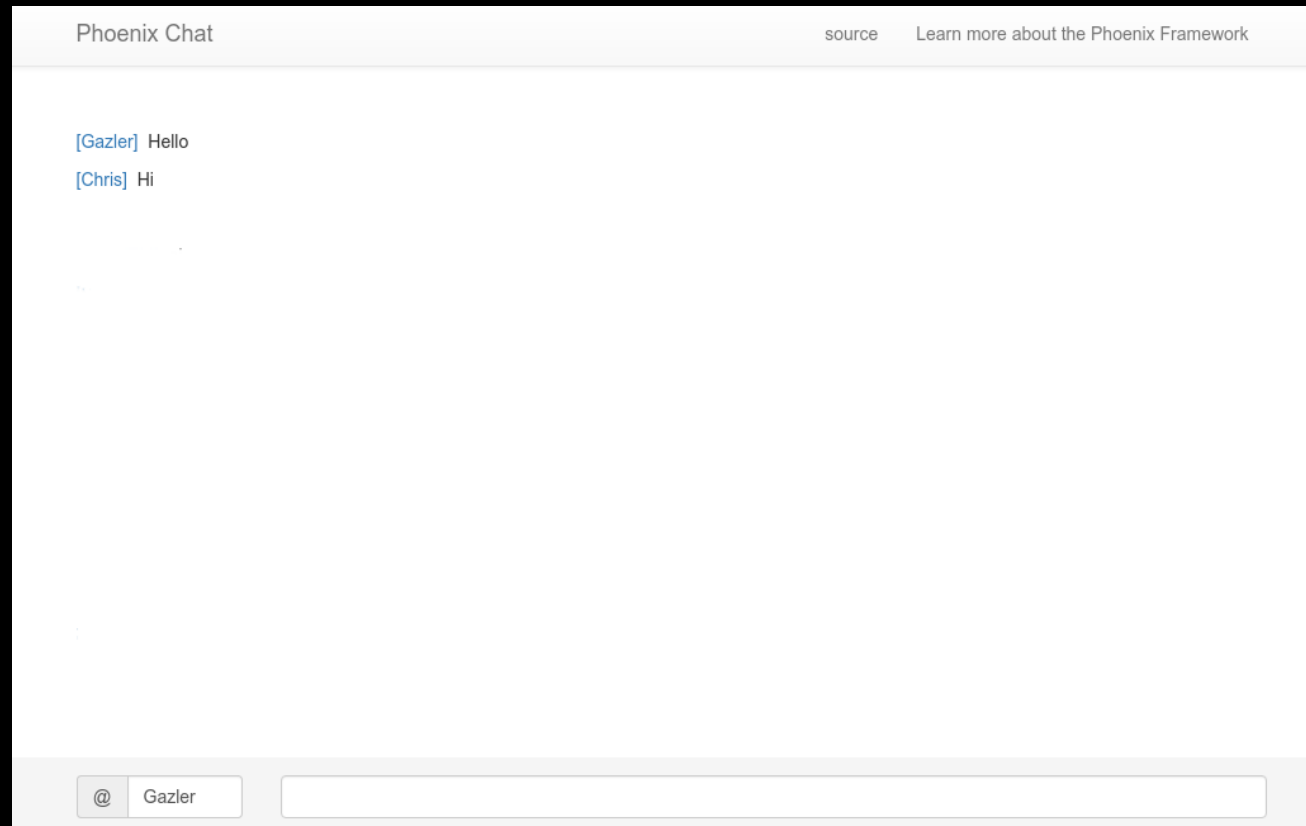 Phoenix Chat source Learn more about the Phoenix Framework
[Gazler] Hello
[Chris] Hi
@ Gazler